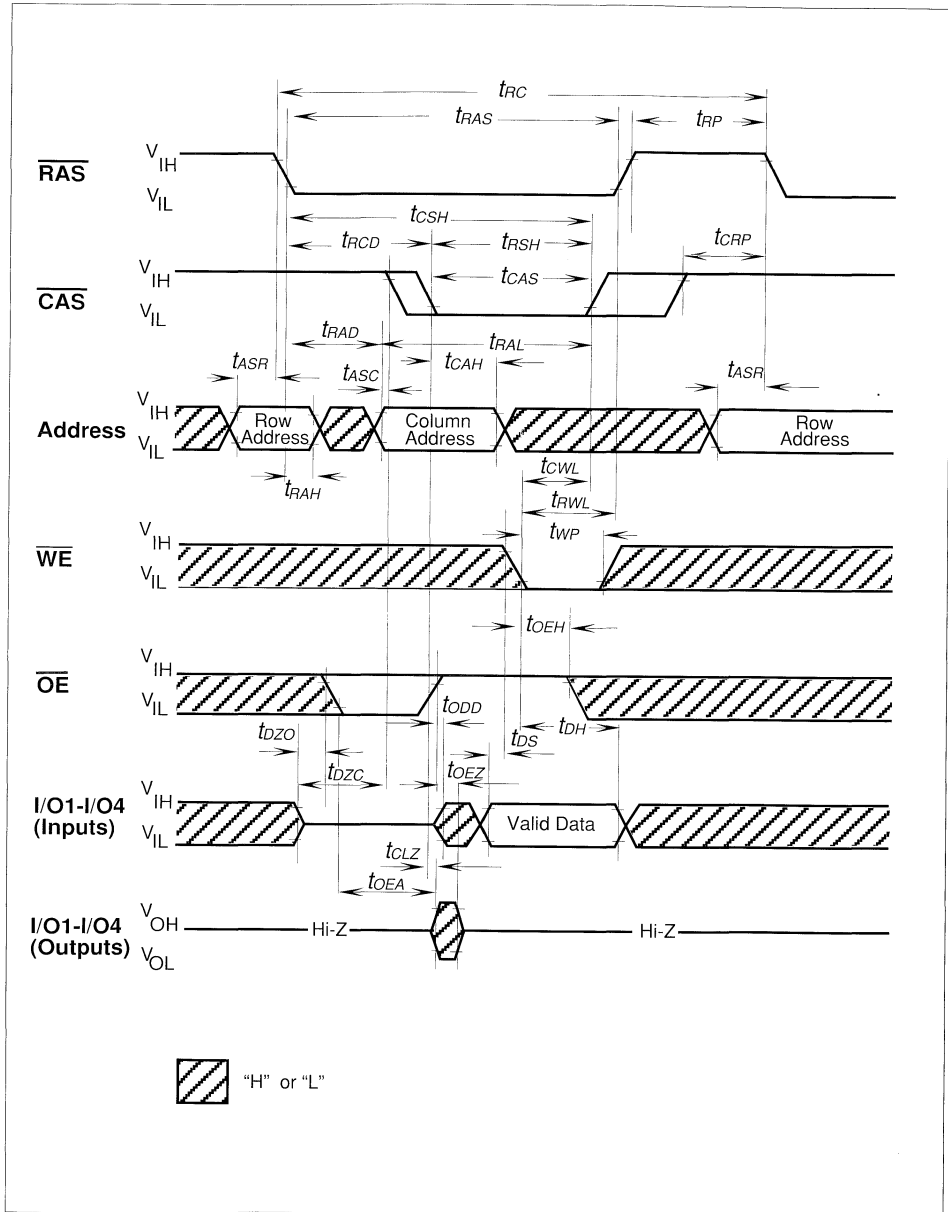 tRC
tRAS
tRP
RAS
VIH
VIL
tCSH
tRCD
tRSH
tCRP
tCAS
CAS
VIH
VIL
tRAD
tRAL
tASR
tASC
tCAH
tASR
Address
VIH
VIL
Row Address
Column Address
Row Address
tRAH
tCWL
tRWL
tWP
WE
VIH
VIL
tOEH
OE
VIH
VIL
tODD
tDZO
tDS
tDH
tDZC
tOEZ
I/O1-I/O4
(Inputs)
VIH
VIL
Valid Data
tCLZ
tOEA
I/O1-I/O4
(Outputs)
VOH
VOL
Hi-Z
Hi-Z
“H” or “L”